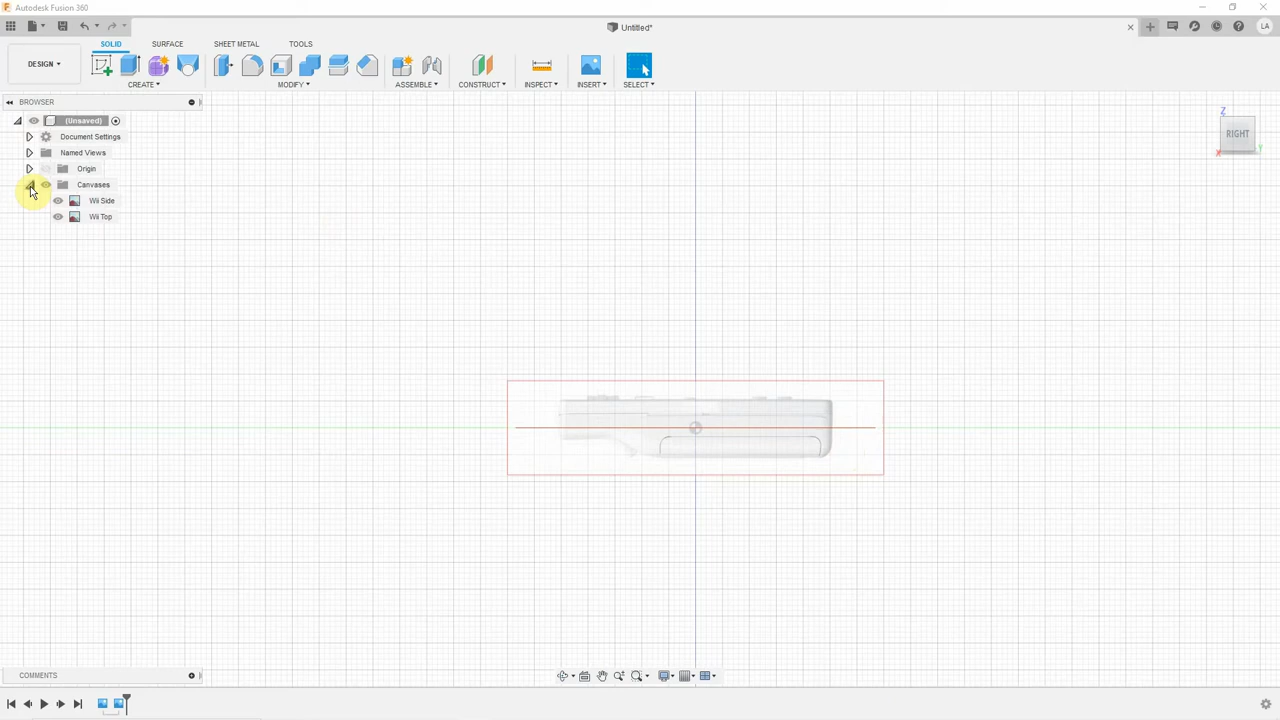 Autodesk Fusion 360
Untitled*
LA
DESIGN
SOLID
SURFACE
SHEET METAL
TOOLS
CREATE
MODIFY
ASSEMBLE
CONSTRUCT
INSPECT
INSERT
SELECT
BROWSER
(Unsaved)
Document Settings
Named Views
Origin
Canvases
Wii Side
Wii Top
Z
RIGHT
X
Y
COMMENTS